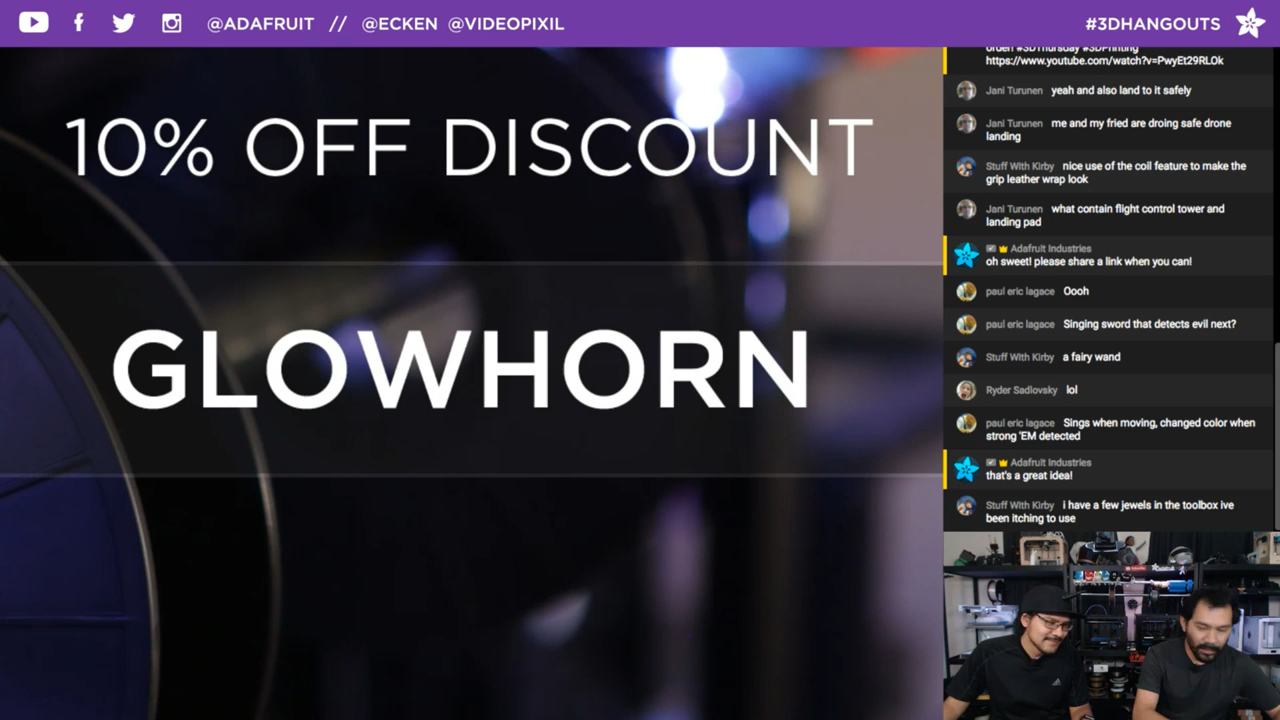 @ADAFRUIT // @ECKEN @VIDEOPIXIL
#3DHANGOUTS
10% OFF DISCOUNT
GLOWHORN
order! #3DThursday #3DPrinting
https://www.youtube.com/watch?v=PwyEt29RLOk
Jani Turunen yeah and also land to it safely
Jani Turunen me and my fried are droing safe drone
landing
Stuff With Kirby nice use of the coil feature to make the
grip leather wrap look
Jani Turunen what contain flight control tower and
landing pad
Adafruit Industries
oh sweet! please share a link when you can!
paul eric lagace Oooh
paul eric lagace Singing sword that detects evil next?
Stuff With Kirby a fairy wand
Ryder Sadlovsky lol
paul eric lagace Sings when moving, changed color when
strong 'EM detected
Adafruit Industries
that's a great idea!
Stuff With Kirby i have a few jewels in the toolbox ive
been itching to use